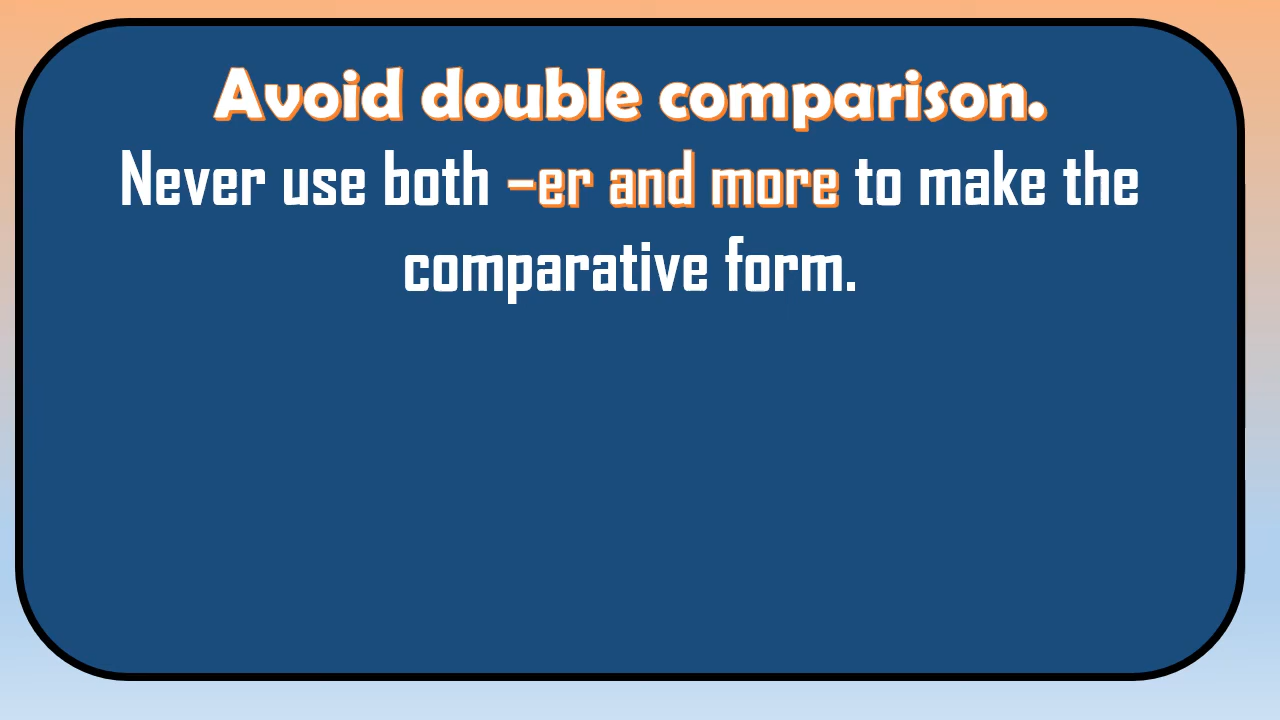 Avoid double comparison.
Never use both –er and more to make the
comparative form.